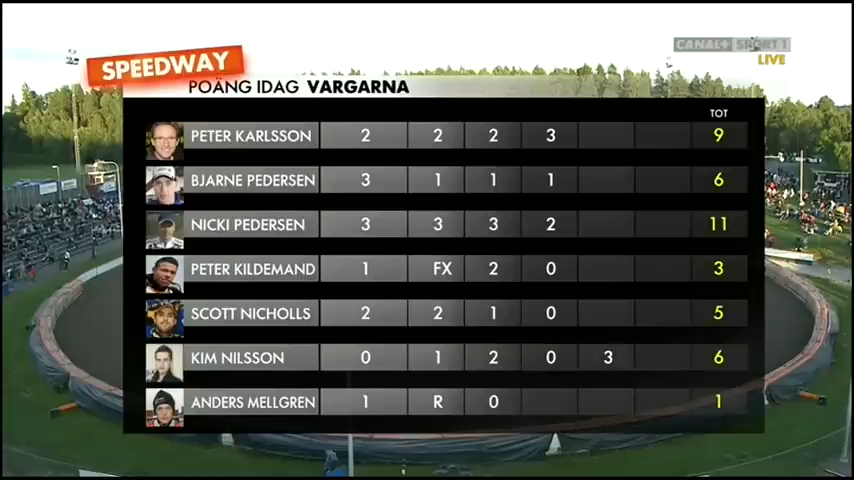 CANAL+ SPORT 1
LIVE
SPEEDWAY
POÄNG IDAG VARGARNA
TOT
PETER KARLSSON 2 2 2 3 9
BJARNE PEDERSEN 3 1 1 1 6
NICKI PEDERSEN 3 3 3 2 11
PETER KILDEMAND 1 FX 2 0 3
SCOTT NICHOLLS 2 2 1 0 5
KIM NILSSON 0 1 2 0 3 6
ANDERS MELLGREN 1 R 0 1